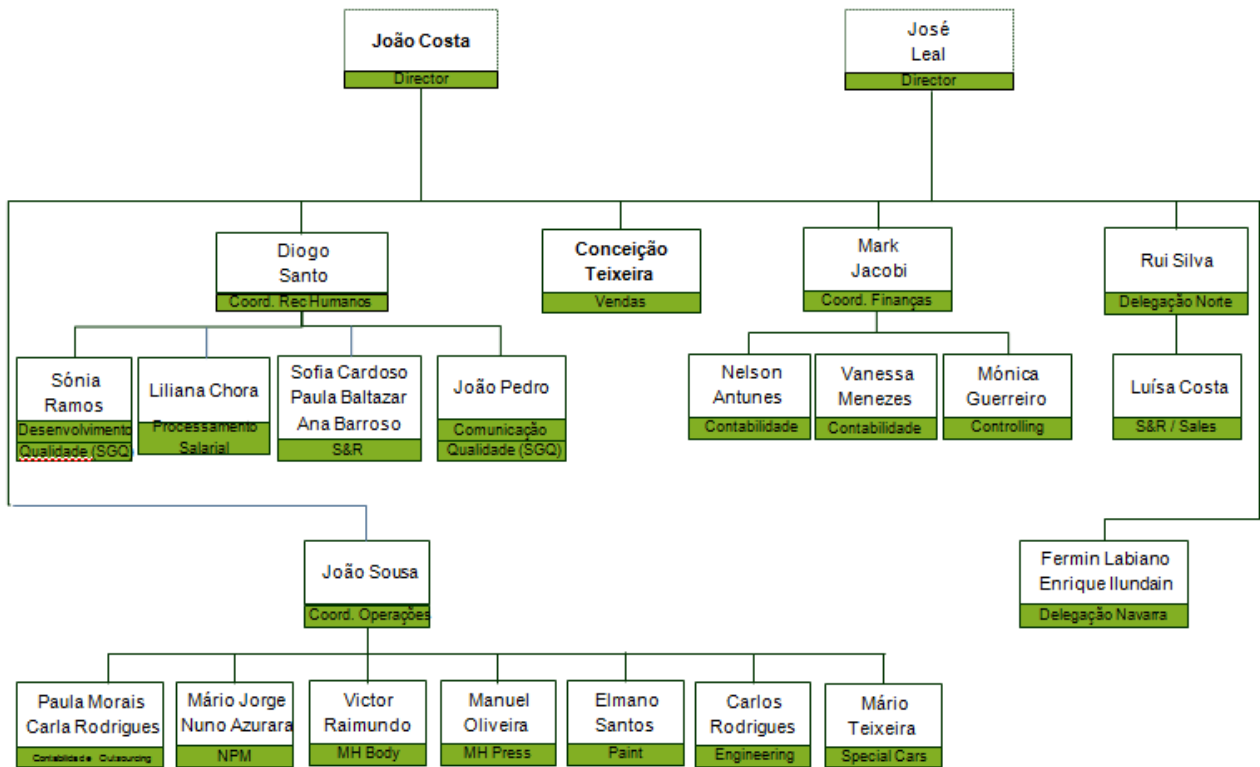 João Costa
Director
José
Leal
Director
Diogo
Santo
Coord. Rec Humanos
Conceição
Teixeira
Vendas
Mark
Jacobi
Coord. Finanças
Rui Silva
Delegação Norte
Sónia
Ramos
Desenvolvimento
Qualidade (SGQ)
Liliana Chora
Processamento
Salarial
Sofia Cardoso
Paula Baltazar
Ana Barroso
S&R
João Pedro
Comunicação
Qualidade (SGQ)
Nelson
Antunes
Contabilidade
Vanessa
Menezes
Contabilidade
Mónica
Guerreiro
Controlling
Luísa Costa
S&R / Sales
João Sousa
Coord. Operações
Fermin Labiano
Enrique Ilundain
Delegação Navarra
Paula Morais
Carla Rodrigues
Contabilidade Outsourcing
Mário Jorge
Nuno Azurara
NPM
Victor
Raimundo
MH Body
Manuel
Oliveira
MH Press
Elmano
Santos
Paint
Carlos
Rodrigues
Engineering
Mário
Teixeira
Special Cars